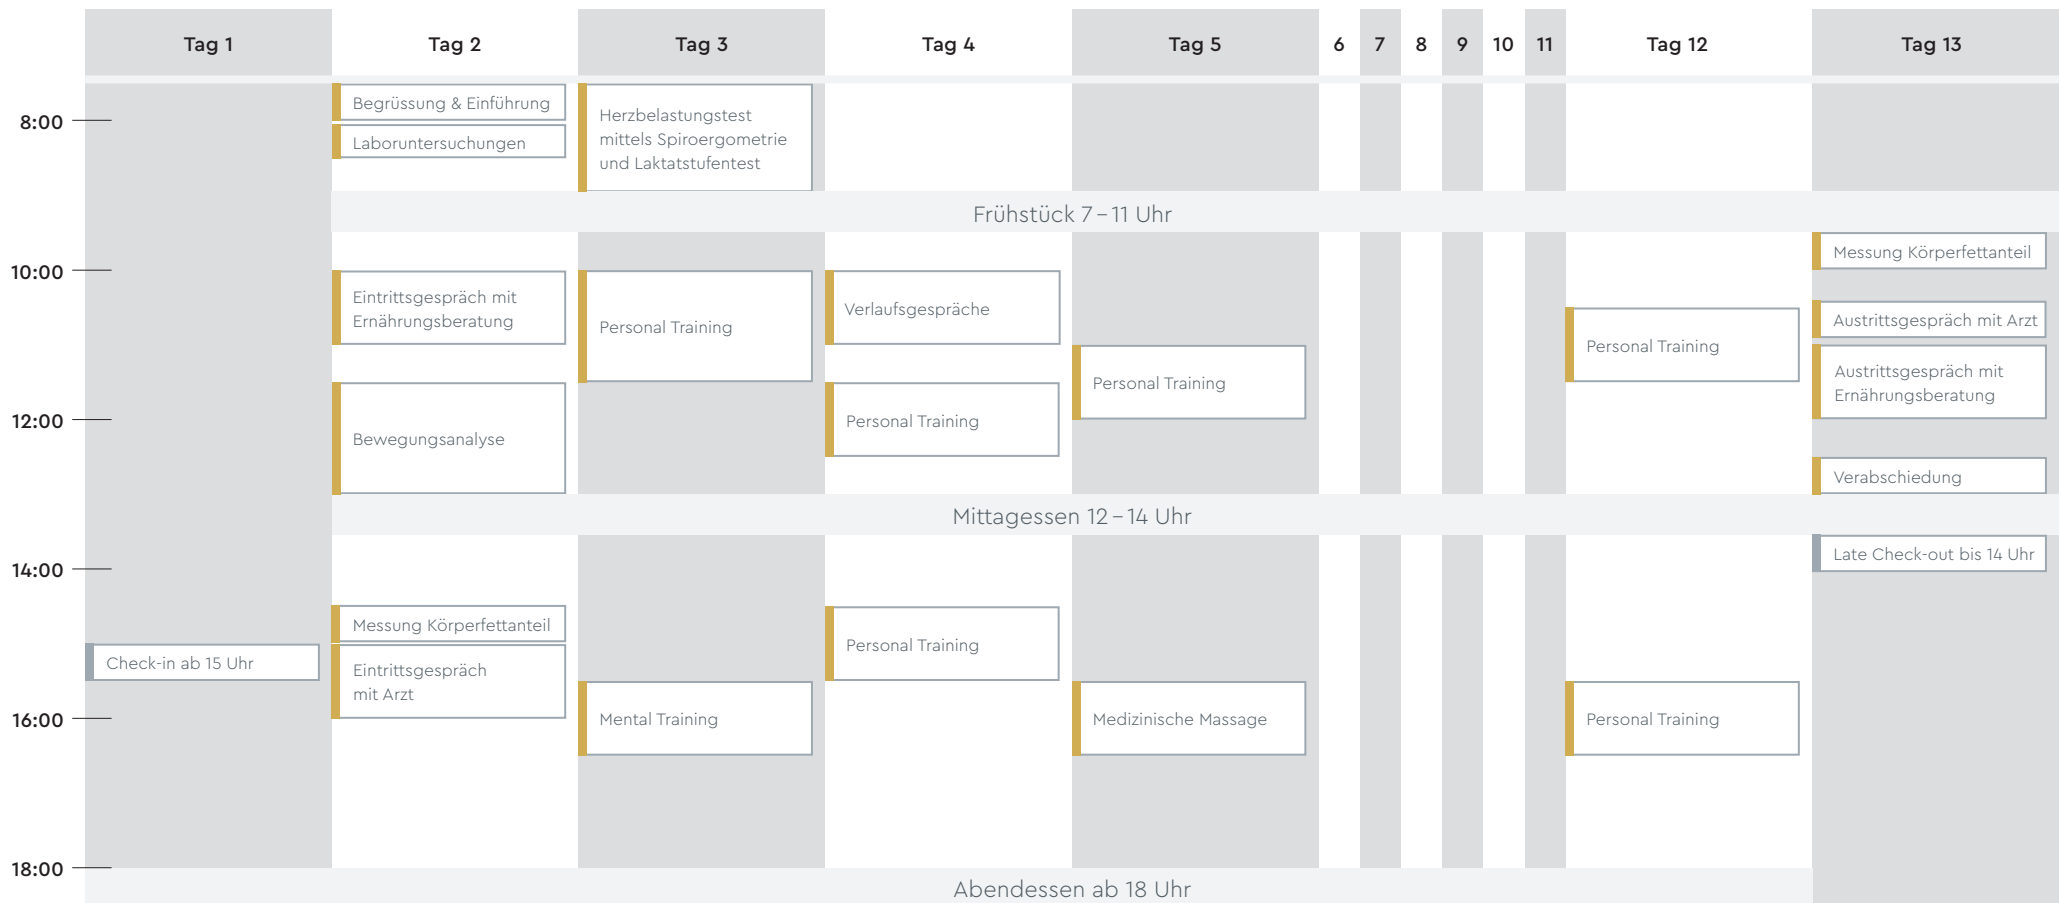 Tag 1
Tag 2
Tag 3
Tag 4
Tag 5
6
7
8
9
10
11
Tag 12
Tag 13
8:00
Begrüssung & Einführung
Laboruntersuchungen
Herzbelastungstest
mittels Spiroergometrie
und Laktatstufentest
Frühstück 7 – 11 Uhr
Messung Körperfettanteil
10:00
Eintrittsgespräch mit
Ernährungsberatung
Personal Training
Verlaufsgespräche
Personal Training
Personal Training
Austrittsgespräch mit Arzt
Austrittsgespräch mit
Ernährungsberatung
12:00
Bewegungsanalyse
Personal Training
Verabschiedung
Mittagessen 12 – 14 Uhr
14:00
Late Check-out bis 14 Uhr
Messung Körperfettanteil
Check-in ab 15 Uhr
Eintrittsgespräch
mit Arzt
Personal Training
16:00
Mental Training
Medizinische Massage
Personal Training
18:00
Abendessen ab 18 Uhr